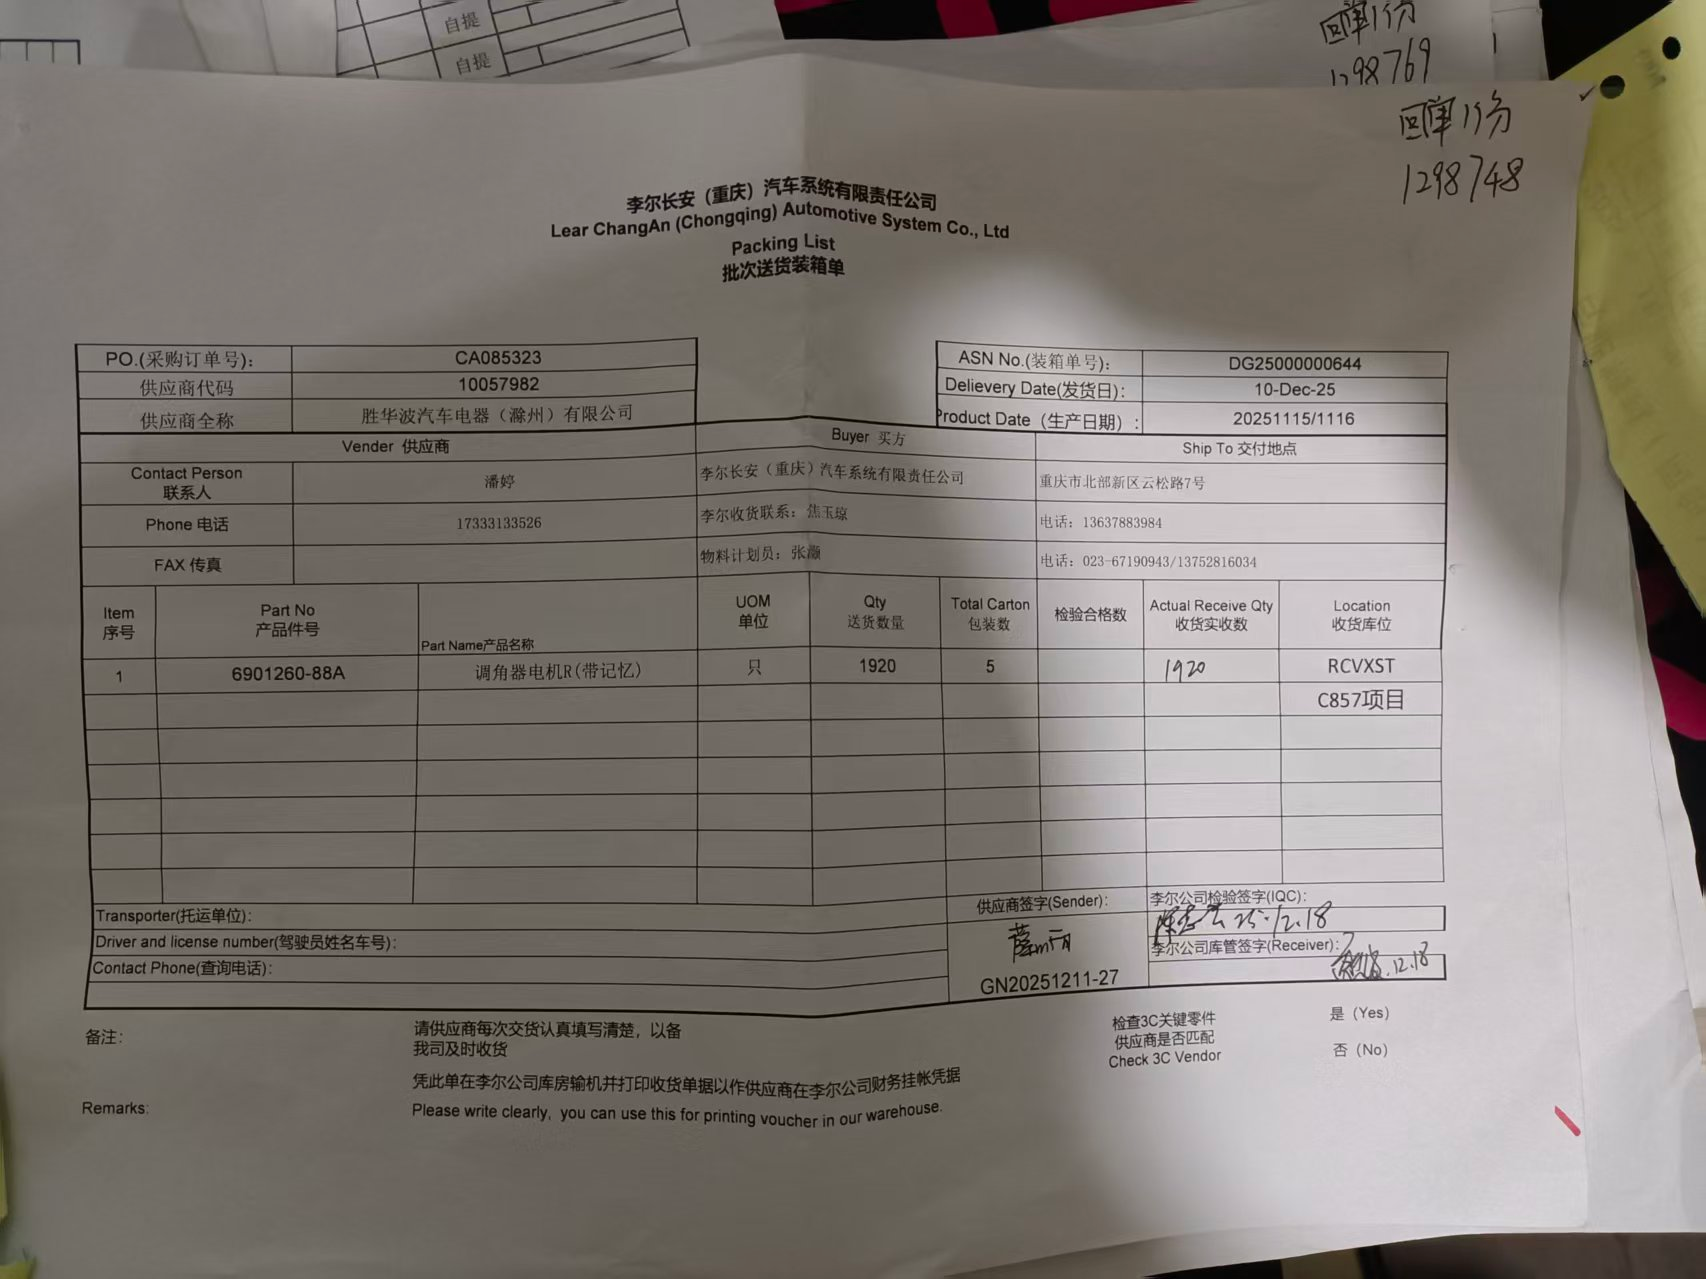 自提
自提
回单1份
1298769
回单1份
1298748
李尔长安（重庆）汽车系统有限责任公司
Lear ChangAn (Chongqing) Automotive System Co., Ltd
Packing List
批次送货装箱单
PO.(采购订单号): CA085323
供应商代码 10057982
供应商全称 胜华波汽车电器（滁州）有限公司
ASN No.(装箱单号): DG25000000644
Delievery Date(发货日): 10-Dec-25
Product Date（生产日期）: 20251115/1116
Vender 供应商 Buyer 买方 Ship To 交付地点
Contact Person 潘婷 李尔长安（重庆）汽车系统有限责任公司 重庆市北部新区云松路7号
联系人
Phone 电话 17333133526 李尔收货联系：焦玉琼 电话：13637883984
FAX 传真 物料计划员：张灏 电话：023-67190943/13752816034
Item Part No UOM Qty Total Carton 检验合格数 Actual Receive Qty Location
序号 产品件号 Part Name产品名称 单位 送货数量 包装数 收货实收数 收货库位
1 6901260-88A 调角器电机R(带记忆) 只 1920 5 1920 RCVXST
C857项目
Transporter(托运单位):
Driver and license number(驾驶员姓名车号):
Contact Phone(查询电话):
供应商签字(Sender):
GN20251211-27
李尔公司检验签字(IQC):
25.12.18
李尔公司库管签字(Receiver):
12.18
备注:
请供应商每次交货认真填写清楚，以备
我司及时收货
凭此单在李尔公司库房输机并打印收货单据以作供应商在李尔公司财务挂帐凭据
Remarks:
Please write clearly, you can use this for printing voucher in our warehouse.
检查3C关键零件
供应商是否匹配
Check 3C Vendor
是（Yes)
否（No)